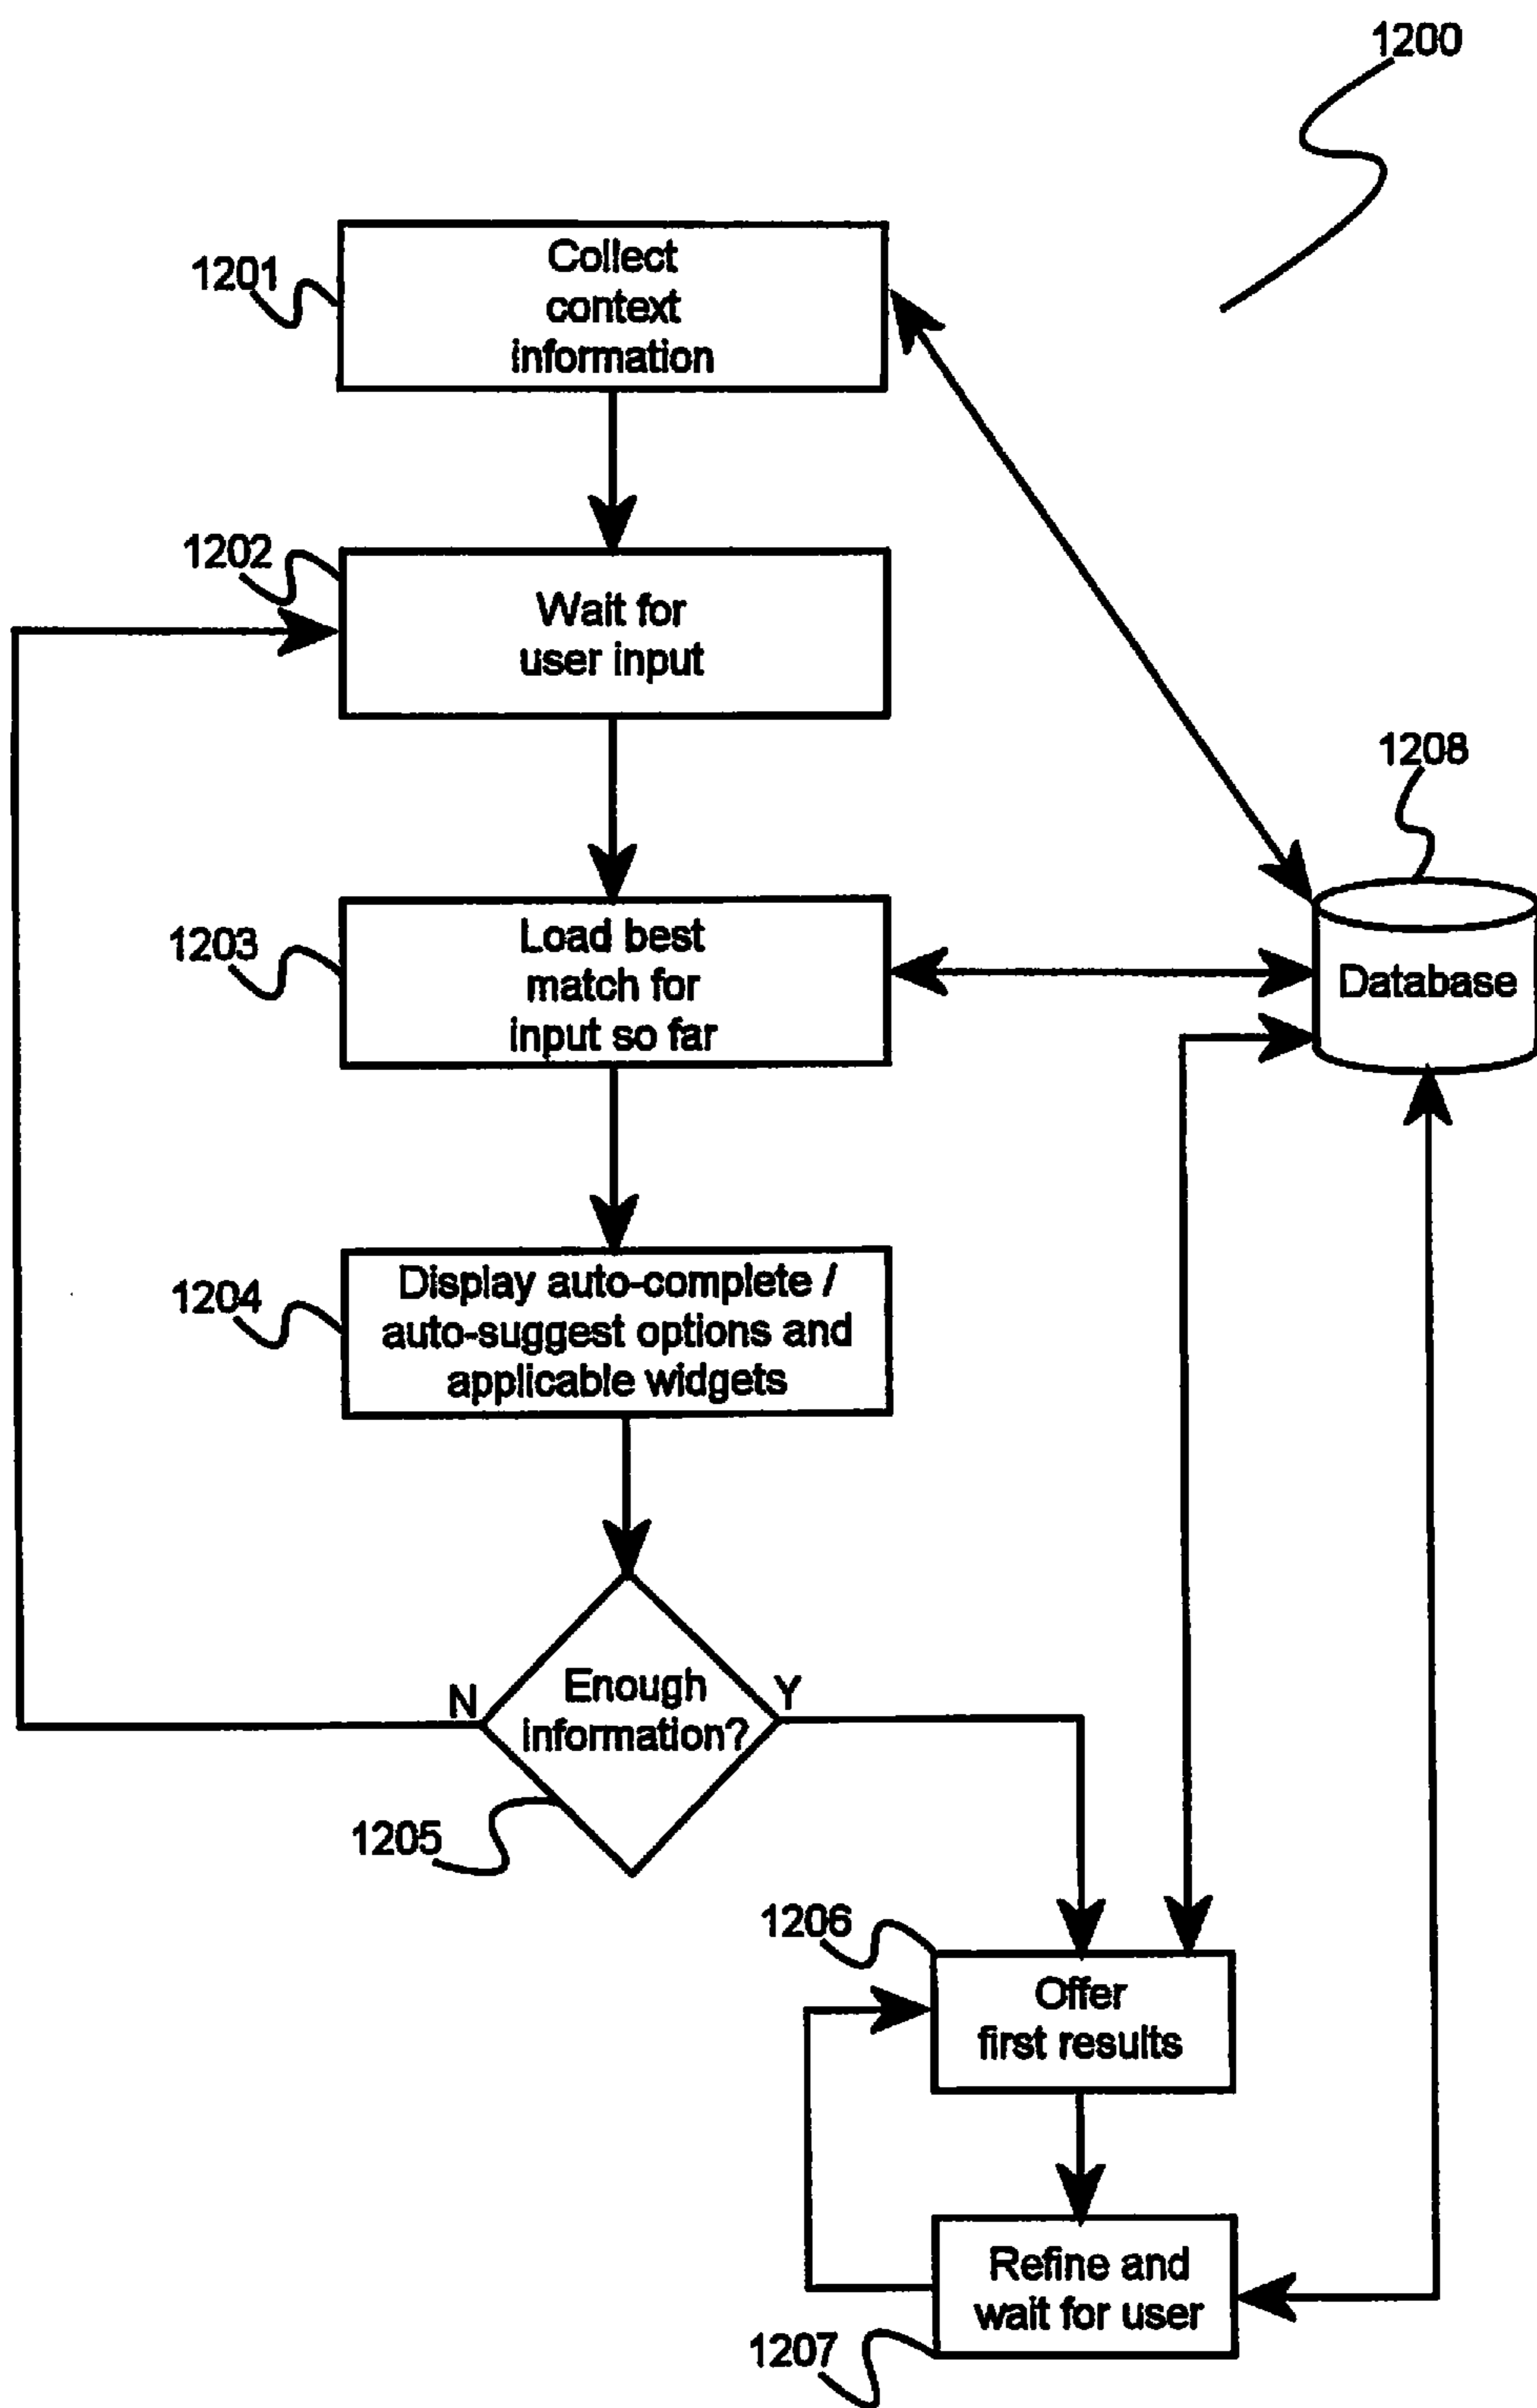 1200
1201
Collect
context
information
1202
Wait for
user input
1208
1203
Load best
match for
input so far
Database
1204
Display auto-complete /
auto-suggest options and
applicable widgets
N
Enough
information?
Y
1205
1206
Offer
first results
Refine and
wait for user
1207